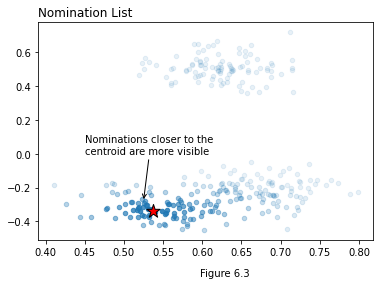 Nomination List
0.6
0.4
0.2
0.0
−0.2
−0.4
Nominations closer to the
centroid are more visible
0.40 0.45 0.50 0.55 0.60 0.65 0.70 0.75 0.80
Figure 6.3